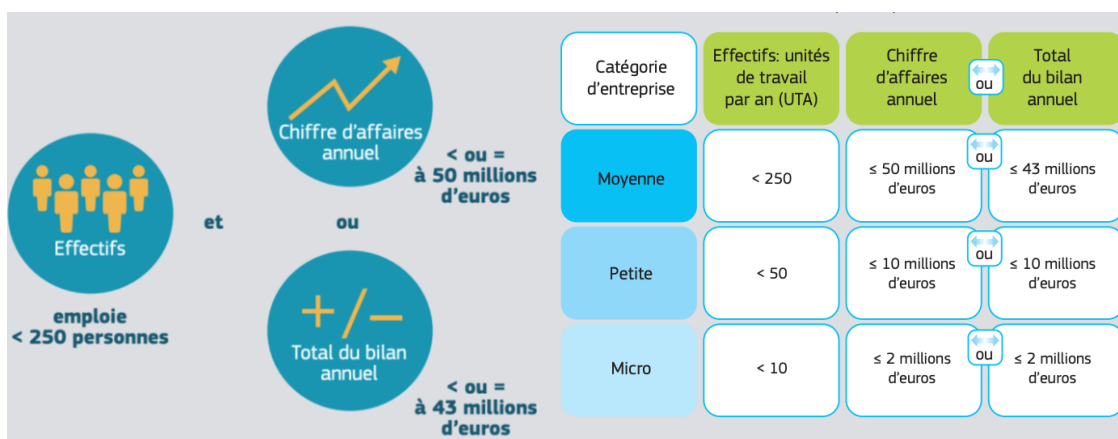 Effectifs
emploie
< 250 personnes
et
Chiffre d'affaires
annuel
< ou =
à 50 millions
d'euros
ou
+/−
Total du bilan
annuel
< ou =
à 43 millions
d'euros
Catégorie
d'entreprise
Effectifs: unités
de travail
par an (UTA)
Chiffre
d'affaires
annuel
ou
Total
du bilan
annuel
Moyenne
< 250
≤ 50 millions
d'euros
ou
≤ 43 millions
d'euros
Petite
< 50
≤ 10 millions
d'euros
ou
≤ 10 millions
d'euros
Micro
< 10
≤ 2 millions
d'euros
ou
≤ 2 millions
d'euros